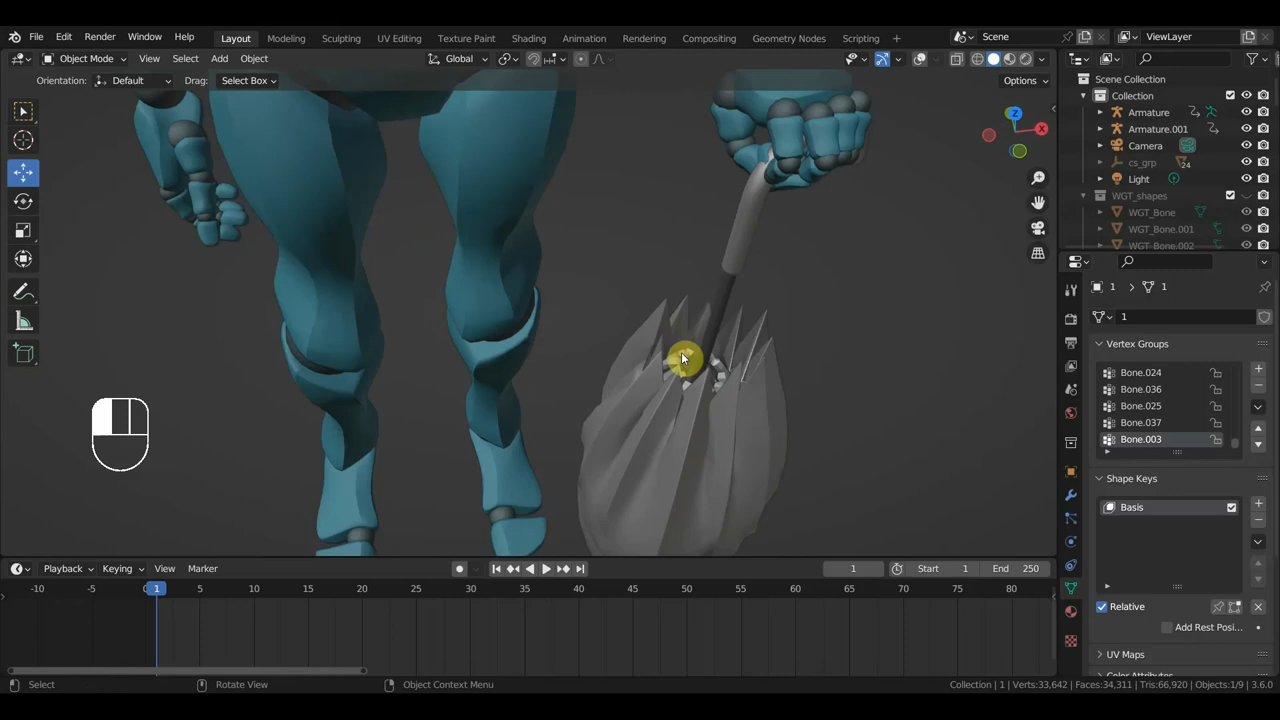 File Edit Render Window Help Layout Modeling Sculpting UV Editing Texture Paint Shading Animation Rendering Compositing Geometry Nodes Scripting + Scene ViewLayer
Object Mode View Select Add Object Global
Orientation: Default Drag: Select Box Options
Z
X
Scene Collection
Collection
Armature
Armature.001
Camera
cs_grp 24
Light
WGT_shapes
WGT_Bone
WGT_Bone.001
WGT_Bone.002
1 1
1
Vertex Groups
Bone.024
Bone.036
Bone.025
Bone.037
Bone.003
Shape Keys
Basis
Relative
Add Rest Posi...
UV Maps
Playback Keying View Marker 1 Start 1 End 250
-10 -5 0 1 5 10 15 20 25 30 35 40 45 50 55 60 65 70 75 80
Select Rotate View Object Context Menu Collection | 1 | Verts:33,642 | Faces:34,311 | Tris:66,920 | Objects:1/9 | 3.6.0